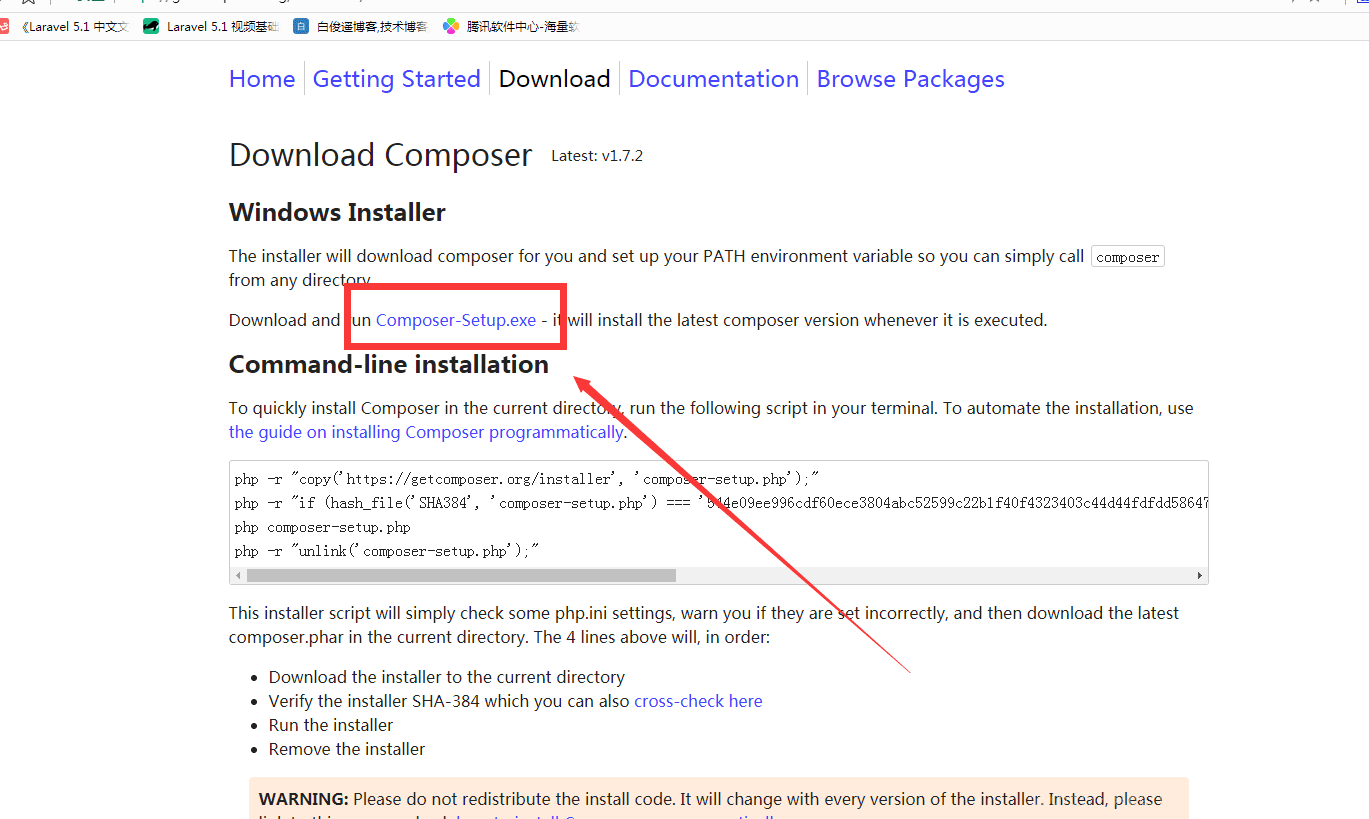 《Laravel 5.1 中文文 Laravel 5.1 视频基础 白俊遥博客,技术博客 腾讯软件中心-海量软
Home Getting Started Download Documentation Browse Packages
Download Composer Latest: v1.7.2
Windows Installer
The installer will download composer for you and set up your PATH environment variable so you can simply call composer
from any directory.
Download and run Composer-Setup.exe - it will install the latest composer version whenever it is executed.
Command-line installation
To quickly install Composer in the current directory, run the following script in your terminal. To automate the installation, use
the guide on installing Composer programmatically.
php -r "copy('https://getcomposer.org/installer', 'composer-setup.php');"
php -r "if (hash_file('SHA384', 'composer-setup.php') === '544e09ee996cdf60ece3804abc52599c22b1f40f4323403c44d44fdfdd58647
php composer-setup.php
php -r "unlink('composer-setup.php');"
This installer script will simply check some php.ini settings, warn you if they are set incorrectly, and then download the latest
composer.phar in the current directory. The 4 lines above will, in order:
Download the installer to the current directory
Verify the installer SHA-384 which you can also cross-check here
Run the installer
Remove the installer
WARNING: Please do not redistribute the install code. It will change with every version of the installer. Instead, please